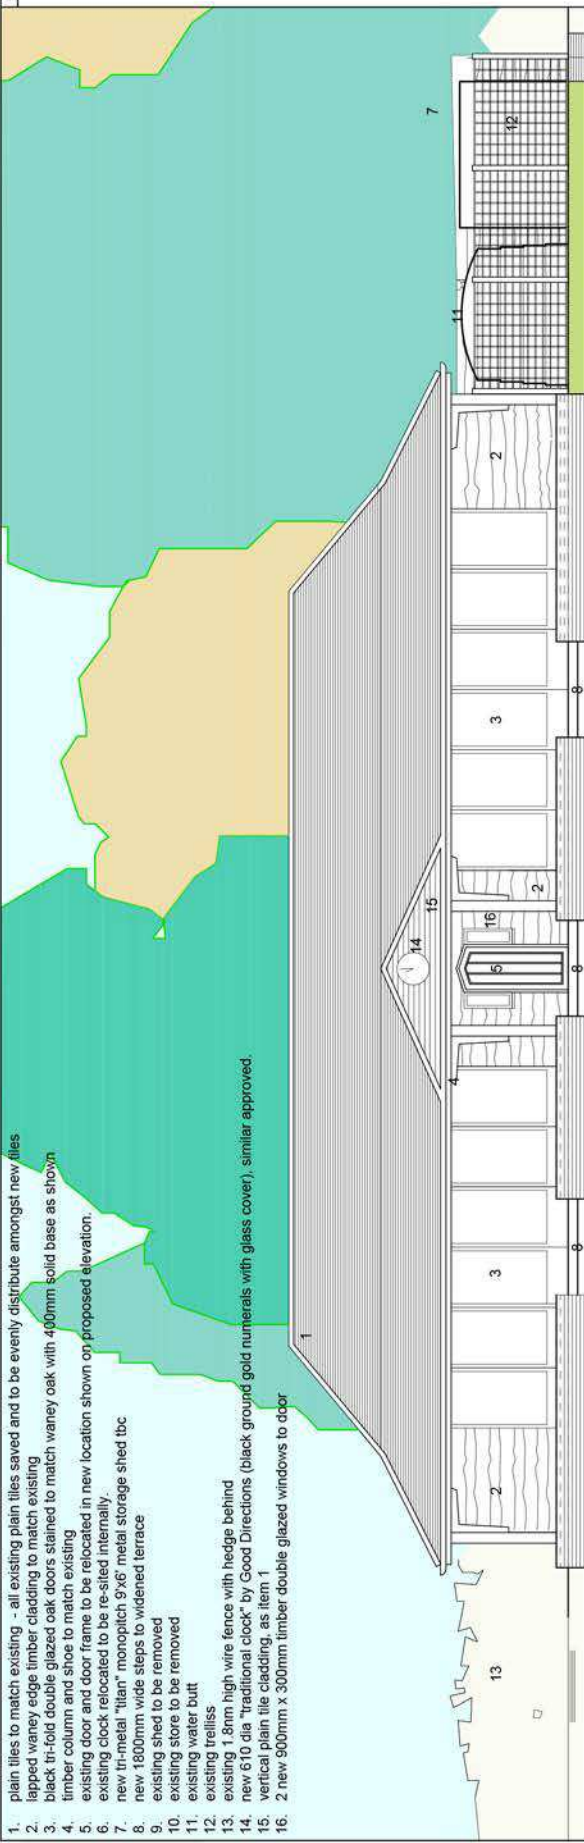 1. plain tiles to match existing - all existing plain tiles saved and to be evenly distribute amongst new tiles
2. lapped waney edge timber cladding to match existing
3. black tri-fold double glazed oak doors stained to match waney oak with 400mm solid base as shown
4. timber column and shoe to match existing
5. existing door and door frame to be relocated in new location shown on proposed elevation.
6. existing clock relocated to be re-sited internally.
7. new tri-metal "titan" monopitch 9'x6' metal storage shed tbc
8. new 1800mm wide steps to widened terrace
9. existing shed to be removed
10. existing store to be removed
11. existing water butt
12. existing trelliss
13. existing 1.8nm high wire fence with hedge behind
14. new 610 dia "traditional clock" by Good Directions (black ground gold numerals with glass cover), similar approved.
15. vertical plain tile cladding, as item 1
16. 2 new 900mm x 300mm timber double glazed windows to door
1
7
11
12
14
15
4
16
5
2
2
2
3
3
13
8
8
8